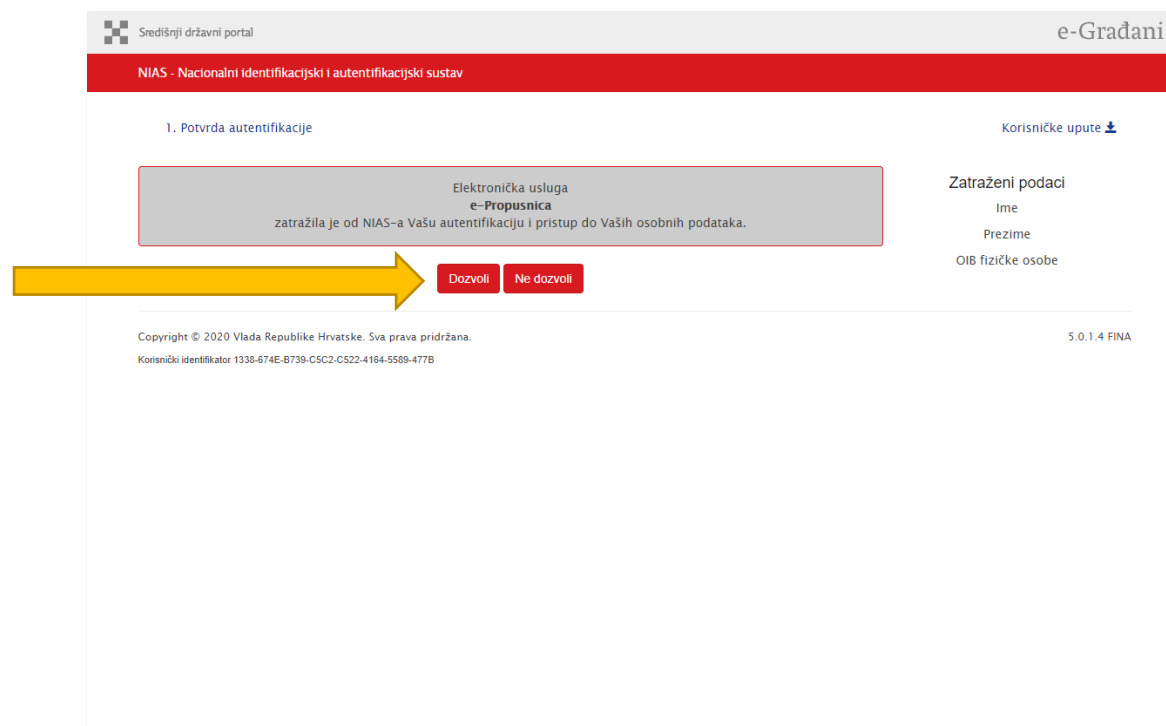 Središnji državni portal
e-Građani
NIAS - Nacionalni identifikacijski i autentifikacijski sustav
1. Potvrda autentifikacije
Korisničke upute
Elektronička usluga
e-Propusnica
zatražila je od NIAS-a Vašu autentifikaciju i pristup do Vaših osobnih podataka.
Dozvoli
Ne dozvoli
Zatraženi podaci
Ime
Prezime
OIB fizičke osobe
Copyright © 2020 Vlada Republike Hrvatske. Sva prava pridržana.
5.0.1.4 FINA
Korisnički identifikator 1338-674E-B739-C5C2-C522-4164-5589-477B